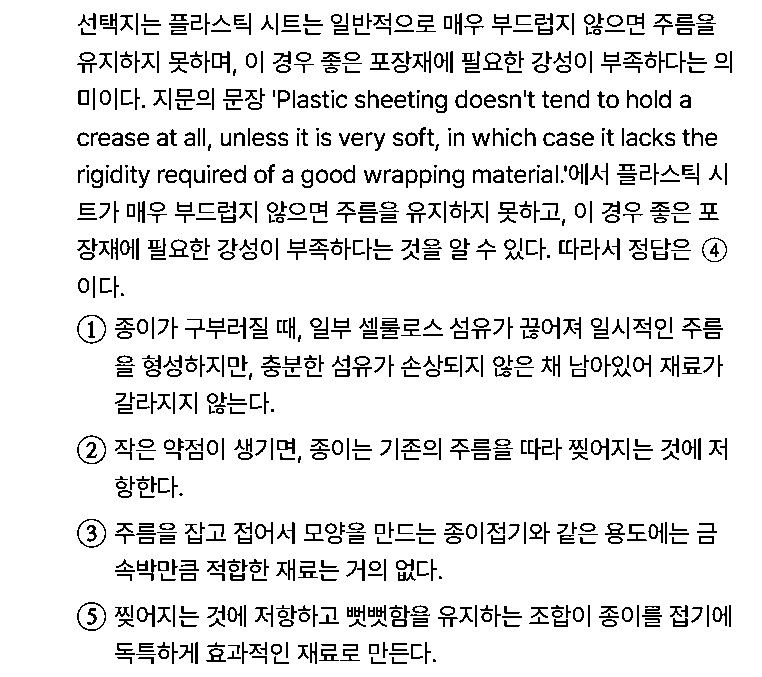 선택지는 플라스틱 시트는 일반적으로 매우 부드럽지 않으면 주름을
유지하지 못하며, 이 경우 좋은 포장재에 필요한 강성이 부족하다는 의
미이다. 지문의 문장 'Plastic sheeting doesn't tend to hold a
crease at all, unless it is very soft, in which case it lacks the
rigidity required of a good wrapping material.'에서 플라스틱 시
트가 매우 부드럽지 않으면 주름을 유지하지 못하고, 이 경우 좋은 포
장재에 필요한 강성이 부족하다는 것을 알 수 있다. 따라서 정답은 ④
이다.
① 종이가 구부러질 때, 일부 셀룰로스 섬유가 끊어져 일시적인 주름
을 형성하지만, 충분한 섬유가 손상되지 않은 채 남아있어 재료가
갈라지지 않는다.
② 작은 약점이 생기면, 종이는 기존의 주름을 따라 찢어지는 것에 저
항한다.
③ 주름을 잡고 접어서 모양을 만드는 종이접기와 같은 용도에는 금
속박만큼 적합한 재료는 거의 없다.
⑤ 찢어지는 것에 저항하고 뻣뻣함을 유지하는 조합이 종이를 접기에
독특하게 효과적인 재료로 만든다.